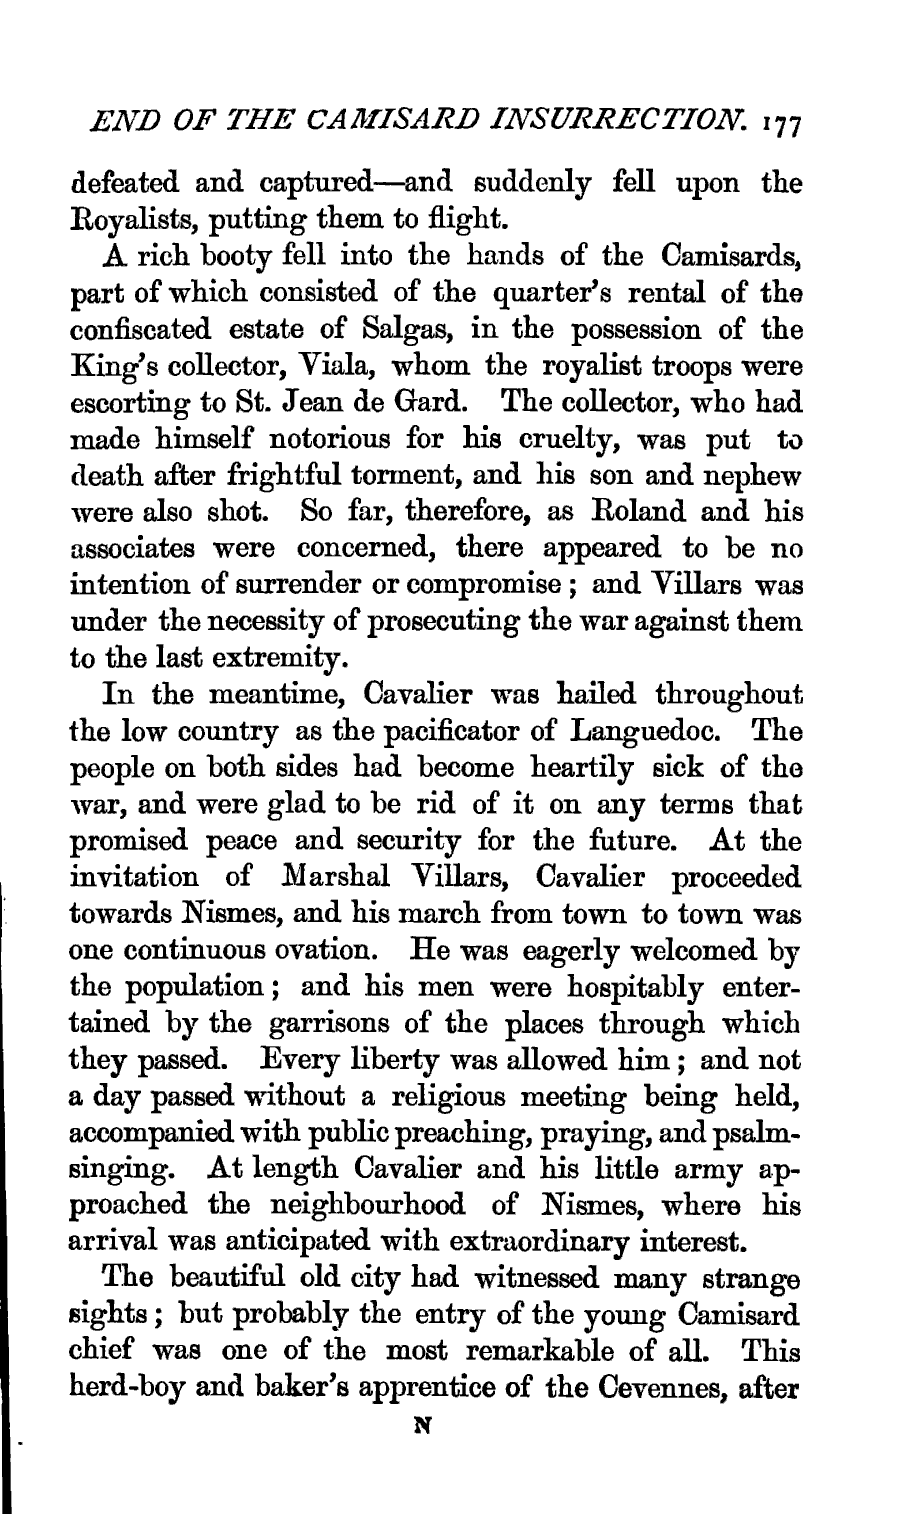 END OF THE CAMISARD INSURRECTION. 177
defeated and captured—and suddenly fell upon the
Royalists, putting them to flight.
A rich booty fell into the hands of the Camisards,
part of which consisted of the quarter's rental of the
confiscated estate of Salgas, in the possession of the
King's collector, Viala, whom the royalist troops were
escorting to St. Jean de Gard. The collector, who had
made himself notorious for his cruelty, was put to
death after frightful torment, and his son and nephew
were also shot. So far, therefore, as Roland and his
associates were concerned, there appeared to be no
intention of surrender or compromise; and Villars was
under the necessity of prosecuting the war against them
to the last extremity.
In the meantime, Cavalier was hailed throughout
the low country as the pacificator of Languedoc. The
people on both sides had become heartily sick of the
war, and were glad to be rid of it on any terms that
promised peace and security for the future. At the
invitation of Marshal Villars, Cavalier proceeded
towards Nismes, and his march from town to town was
one continuous ovation. He was eagerly welcomed by
the population; and his men were hospitably enter-
tained by the garrisons of the places through which
they passed. Every liberty was allowed him; and not
a day passed without a religious meeting being held,
accompanied with public preaching, praying, and psalm-
singing. At length Cavalier and his little army ap-
proached the neighbourhood of Nismes, where his
arrival was anticipated with extraordinary interest.
The beautiful old city had witnessed many strange
sights; but probably the entry of the young Camisard
chief was one of the most remarkable of all. This
herd-boy and baker's apprentice of the Cevennes, after
N